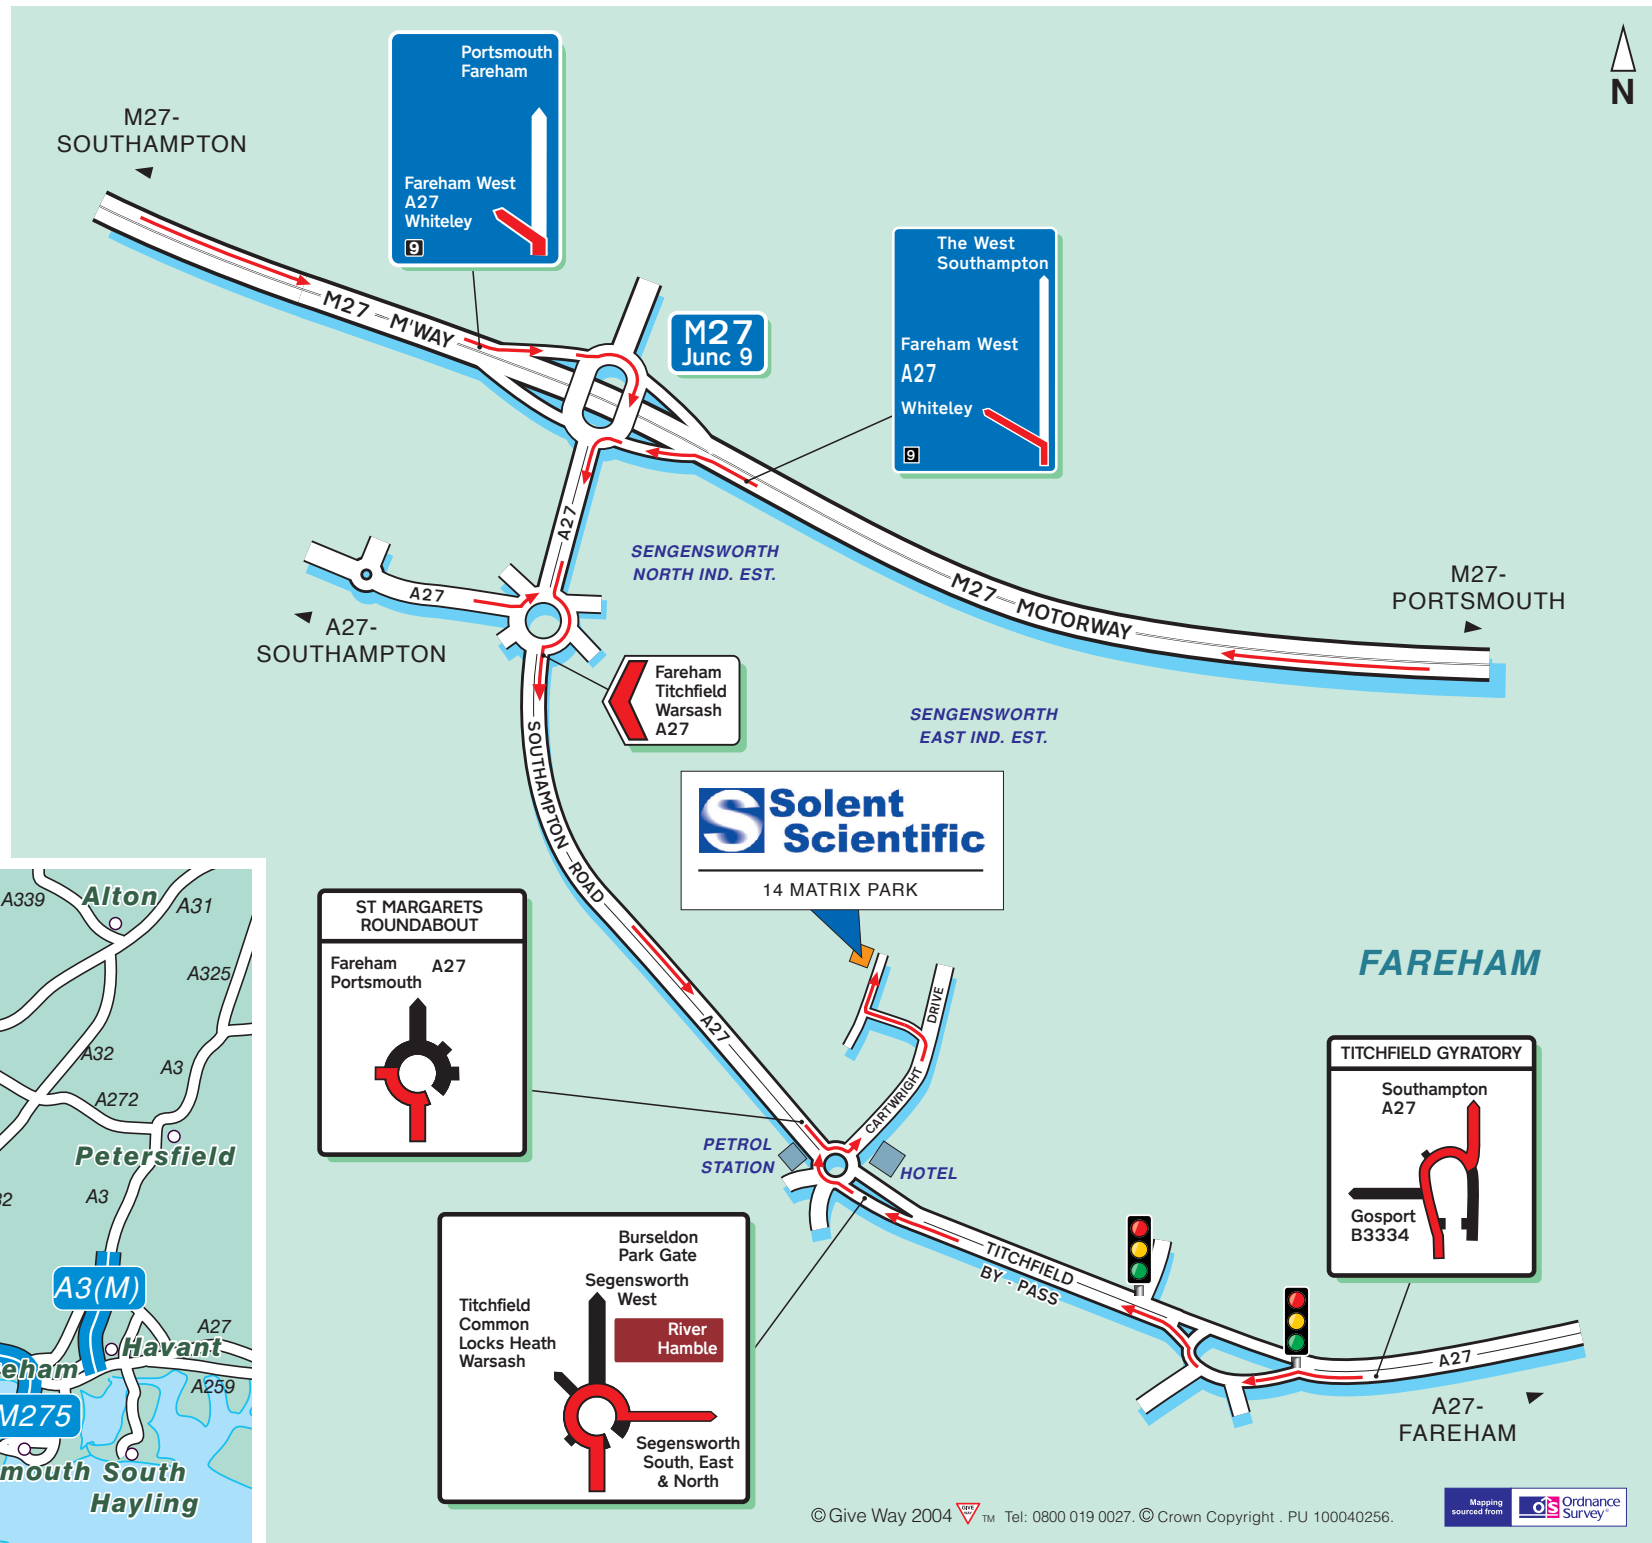 Portsmouth
Fareham
Fareham West
A27
Whiteley
9
N
M27-
SOUTHAMPTON
M27
M'WAY
M27
Junc 9
The West
Southampton
Fareham West
A27
Whiteley
9
A27
SENGENSWORTH
NORTH IND. EST.
M27
MOTORWAY
M27-
PORTSMOUTH
A27
A27-
SOUTHAMPTON
Fareham
Titchfield
Warsash
A27
SENGENSWORTH
EAST IND. EST.
SOUTHAMPTON
ROAD
A27
S Solent
Scientific
14 MATRIX PARK
ST MARGARETS
ROUNDABOUT
Fareham A27
Portsmouth
FAREHAM
DRIVE
CARTWRIGHT
TITCHFIELD GYRATORY
Southampton
A27
Gosport
B3334
PETROL
STATION
HOTEL
Burseldon
Park Gate
Segensworth
West
Titchfield
Common
Locks Heath
Warsash
River
Hamble
Segensworth
South, East
& North
TITCHFIELD
BY - PASS
A27
A27-
FAREHAM
A339
Alton
A31
A325
A32
A3
A272
Petersfield
A3
A3(M)
A27
Havant
eham
A259
M275
mouth South
Hayling
© Give Way 2004 GIVE WAY TM Tel: 0800 019 0027. © Crown Copyright . PU 100040256.
Mapping
sourced from
OS Ordnance
Survey